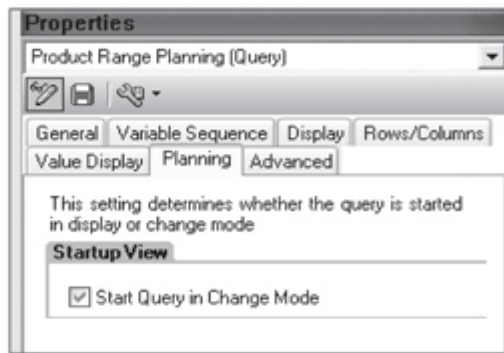 Properties
Product Range Planning (Query)
General Variable Sequence Display Rows/Columns
Value Display Planning Advanced
This setting determines whether the query is started
in display or change mode
Startup View
Start Query in Change Mode